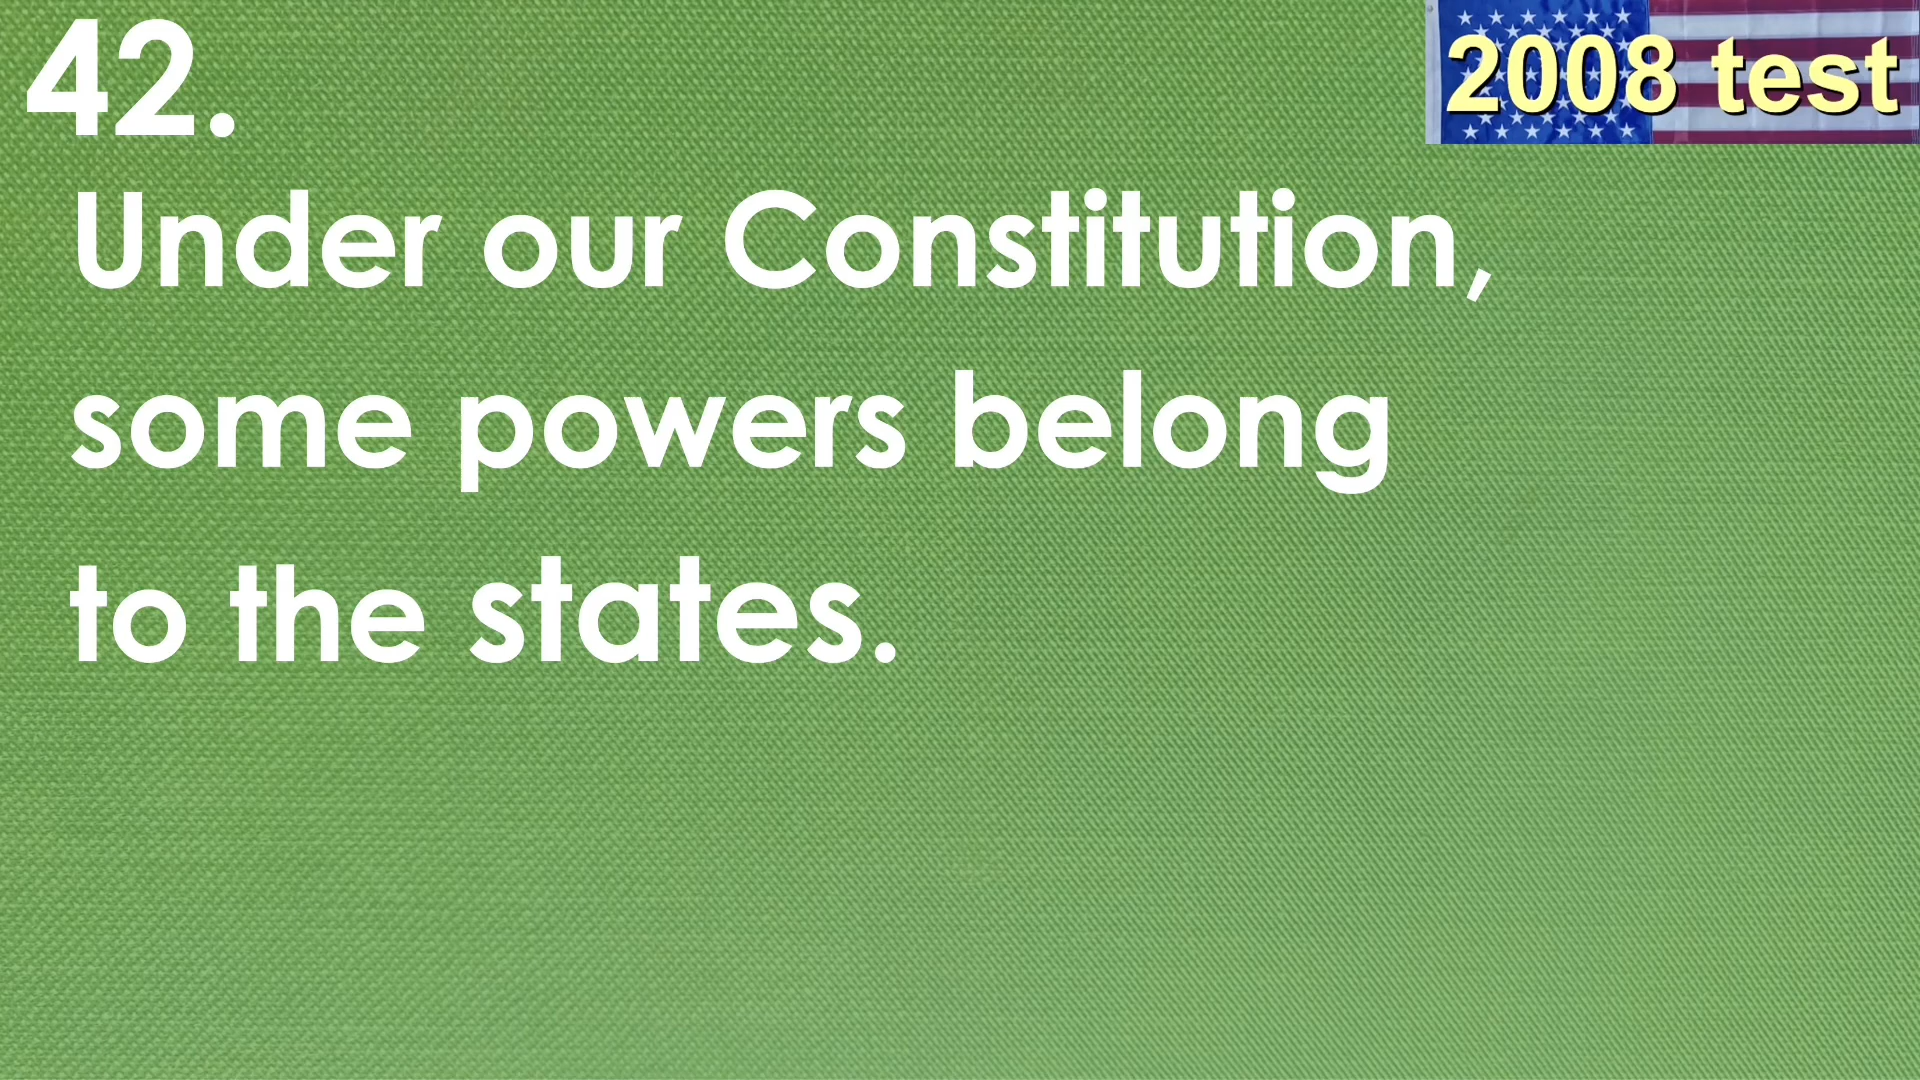 42.
2008 test
Under our Constitution,
some powers belong
to the states.